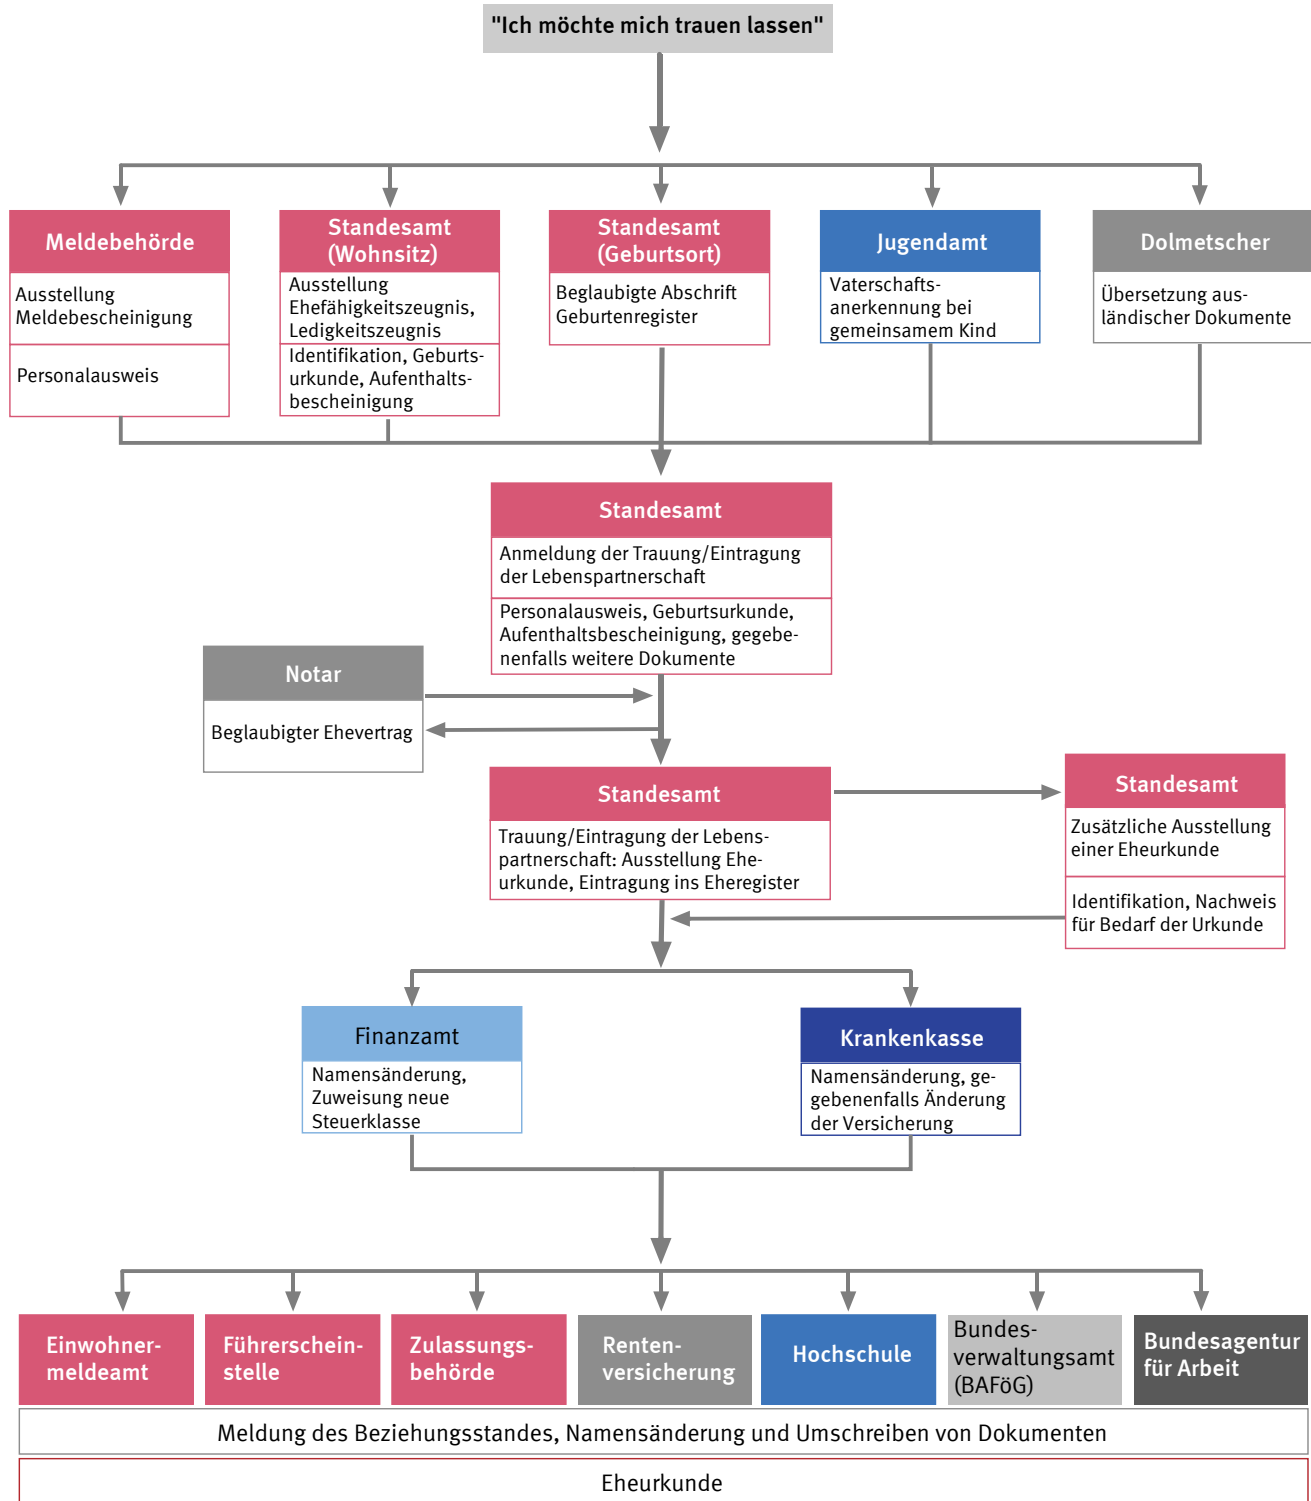 "Ich möchte mich trauen lassen"
Meldebehörde
Ausstellung
Meldebescheinigung
Personalausweis
Standesamt
(Wohnsitz)
Ausstellung
Ehefähigkeitszeugnis,
Ledigkeitszeugnis
Identifikation, Geburts-
urkunde, Aufenthalts-
bescheinigung
Standesamt
(Geburtsort)
Beglaubigte Abschrift
Geburtenregister
Jugendamt
Vaterschafts-
anerkennung bei
gemeinsamem Kind
Dolmetscher
Übersetzung aus-
ländischer Dokumente
Standesamt
Anmeldung der Trauung/Eintragung
der Lebenspartnerschaft
Personalausweis, Geburtsurkunde,
Aufenthaltsbescheinigung, gegebe-
nenfalls weitere Dokumente
Notar
Beglaubigter Ehevertrag
Standesamt
Trauung/Eintragung der Lebens-
partnerschaft: Ausstellung Ehe-
urkunde, Eintragung ins Eheregister
Standesamt
Zusätzliche Ausstellung
einer Eheurkunde
Identifikation, Nachweis
für Bedarf der Urkunde
Finanzamt
Namensänderung,
Zuweisung neue
Steuerklasse
Krankenkasse
Namensänderung, ge-
gebenenfalls Änderung
der Versicherung
Einwohner-
meldeamt
Führerschein-
stelle
Zulassungs-
behörde
Renten-
versicherung
Hochschule
Bundes-
verwaltungsamt
(BAFöG)
Bundesagentur
für Arbeit
Meldung des Beziehungsstandes, Namensänderung und Umschreiben von Dokumenten
Eheurkunde